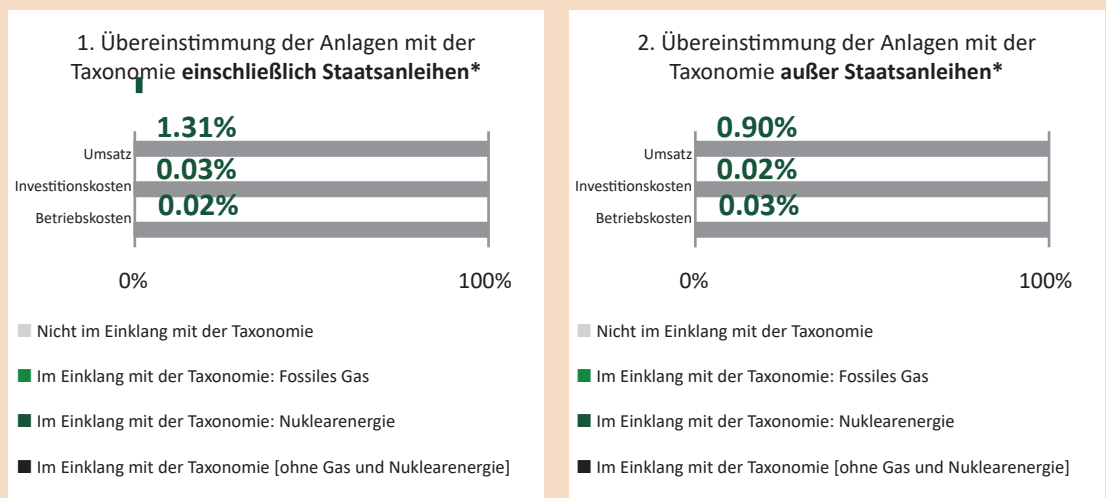 1. Übereinstimmung der Anlagen mit der
Taxonomie einschließlich Staatsanleihen*
1.31%
Umsatz
0.03%
Investitionskosten
0.02%
Betriebskosten
0%
100%
Nicht im Einklang mit der Taxonomie
Im Einklang mit der Taxonomie: Fossiles Gas
Im Einklang mit der Taxonomie: Nuklearenergie
Im Einklang mit der Taxonomie [ohne Gas und Nuklearenergie]
2. Übereinstimmung der Anlagen mit der
Taxonomie außer Staatsanleihen*
0.90%
Umsatz
0.02%
Investitionskosten
0.03%
Betriebskosten
0%
100%
Nicht im Einklang mit der Taxonomie
Im Einklang mit der Taxonomie: Fossiles Gas
Im Einklang mit der Taxonomie: Nuklearenergie
Im Einklang mit der Taxonomie [ohne Gas und Nuklearenergie]